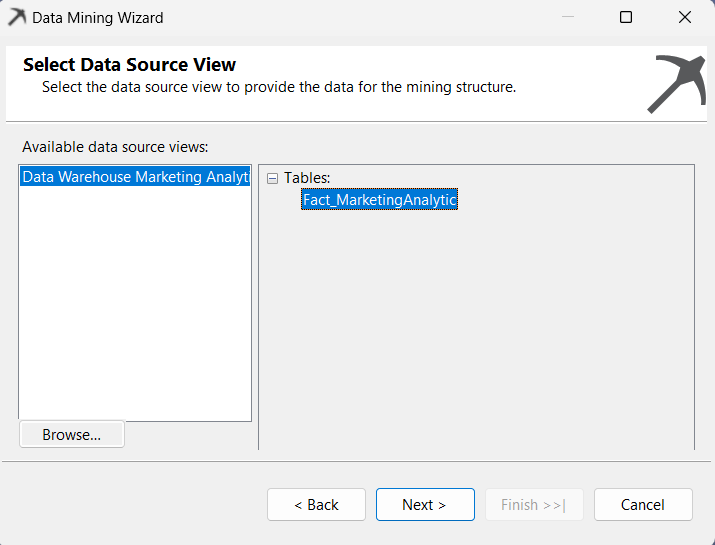 Data Mining Wizard
Select Data Source View
Select the data source view to provide the data for the mining structure.
Available data source views:
Data Warehouse Marketing Analyti
Tables:
Fact_MarketingAnalytic
Browse...
< Back
Next >
Finish >>|
Cancel